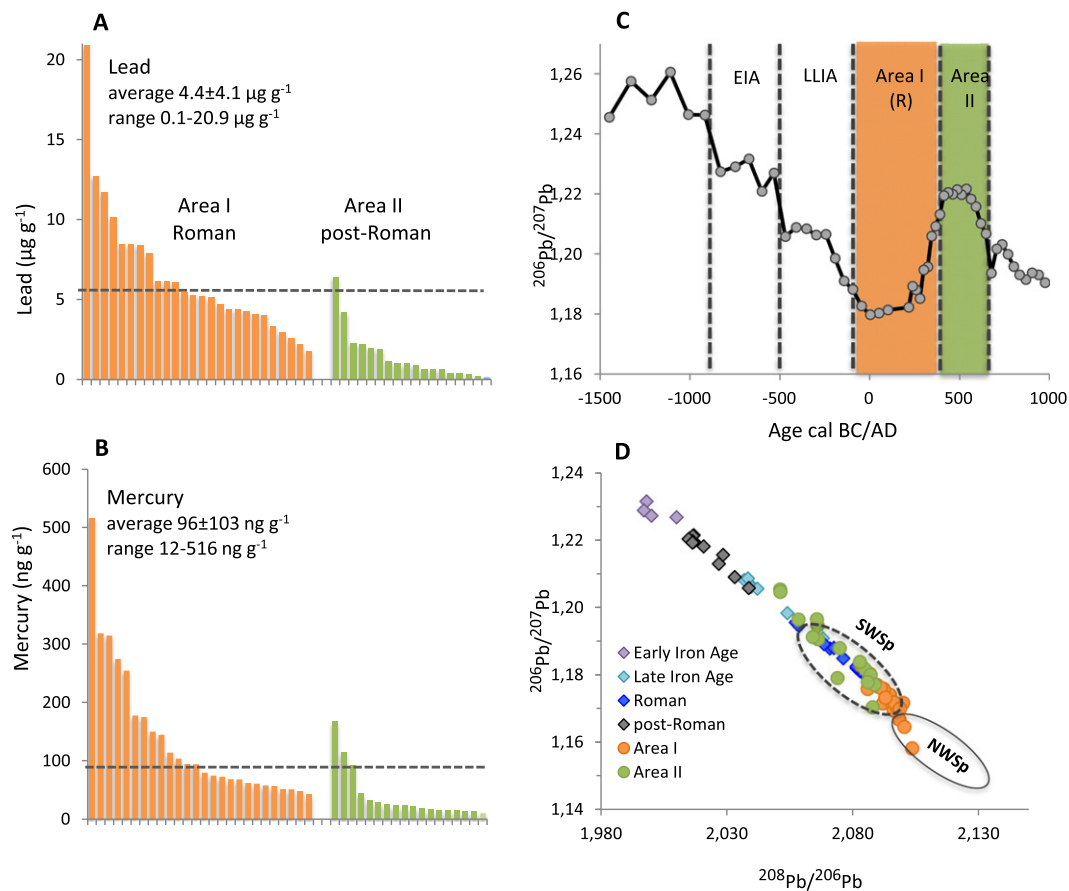 A
Lead
average 4.4±4.1 µg g-1
range 0.1-20.9 µg g-1
Area I
Roman
Area II
post-Roman
Lead (µg g-1)
20
15
10
5
0
B
Mercury
average 96±103 ng g-1
range 12-516 ng g-1
Mercury (ng g-1)
600
500
400
300
200
100
0
C
EIA
LLIA
Area I
(R)
Area
II
206Pb/207Pb
1,26
1,24
1,22
1,20
1,18
1,16
-1500 -1000 -500 0 500 1000
Age cal BC/AD
D
206Pb/207Pb
1,24
1,22
1,20
1,18
1,16
1,14
SWSp
NWSp
Early Iron Age
Late Iron Age
Roman
post-Roman
Area I
Area II
1,980 2,030 2,080 2,130
208Pb/206Pb